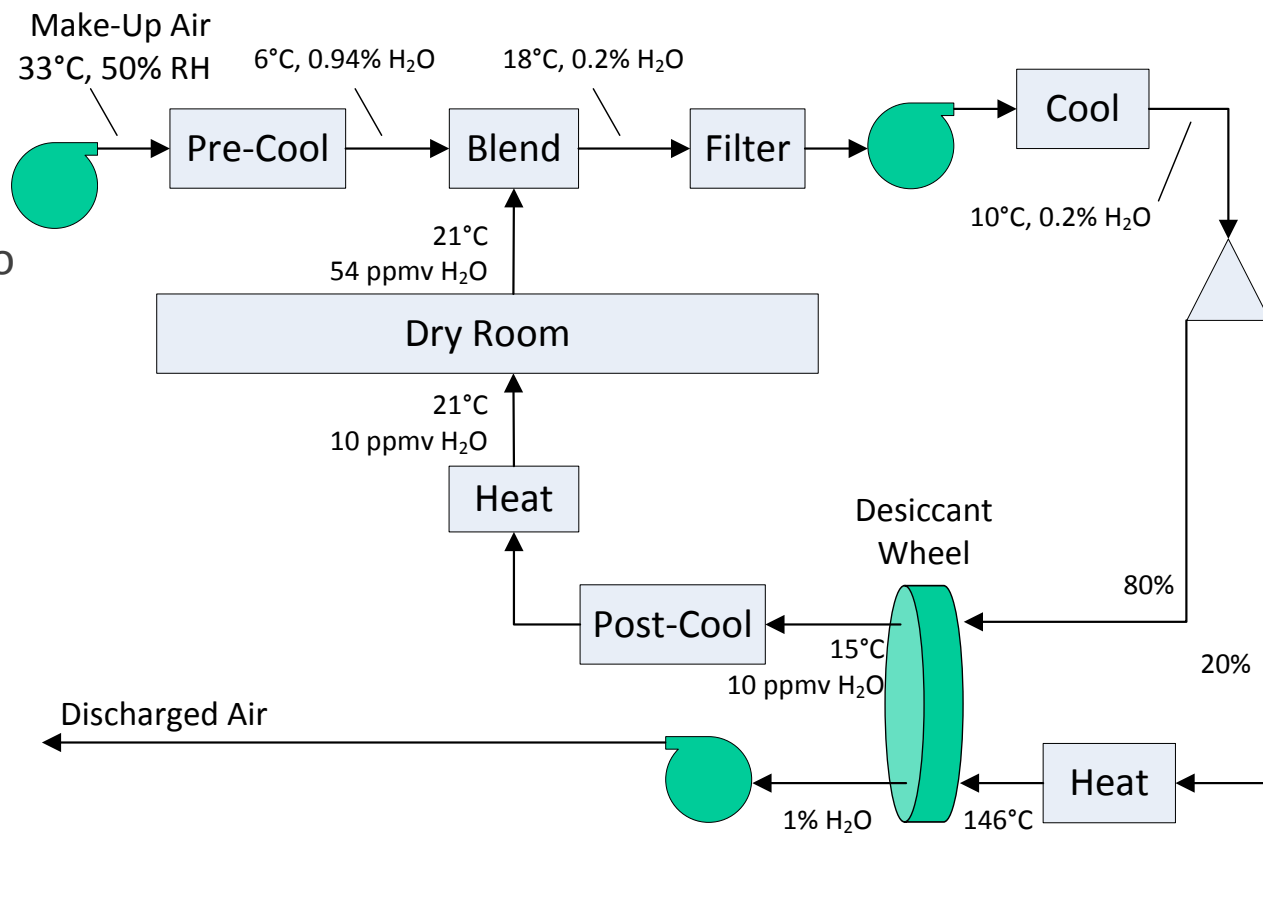 Make-Up Air
33°C, 50% RH
6°C, 0.94% H₂O
18°C, 0.2% H₂O
Pre-Cool
Blend
Filter
Cool
10°C, 0.2% H₂O
o
21°C
54 ppmv H₂O
Dry Room
21°C
10 ppmv H₂O
Heat
Desiccant
Wheel
80%
Post-Cool
15°C
10 ppmv H₂O
20%
Discharged Air
Heat
1% H₂O
146°C